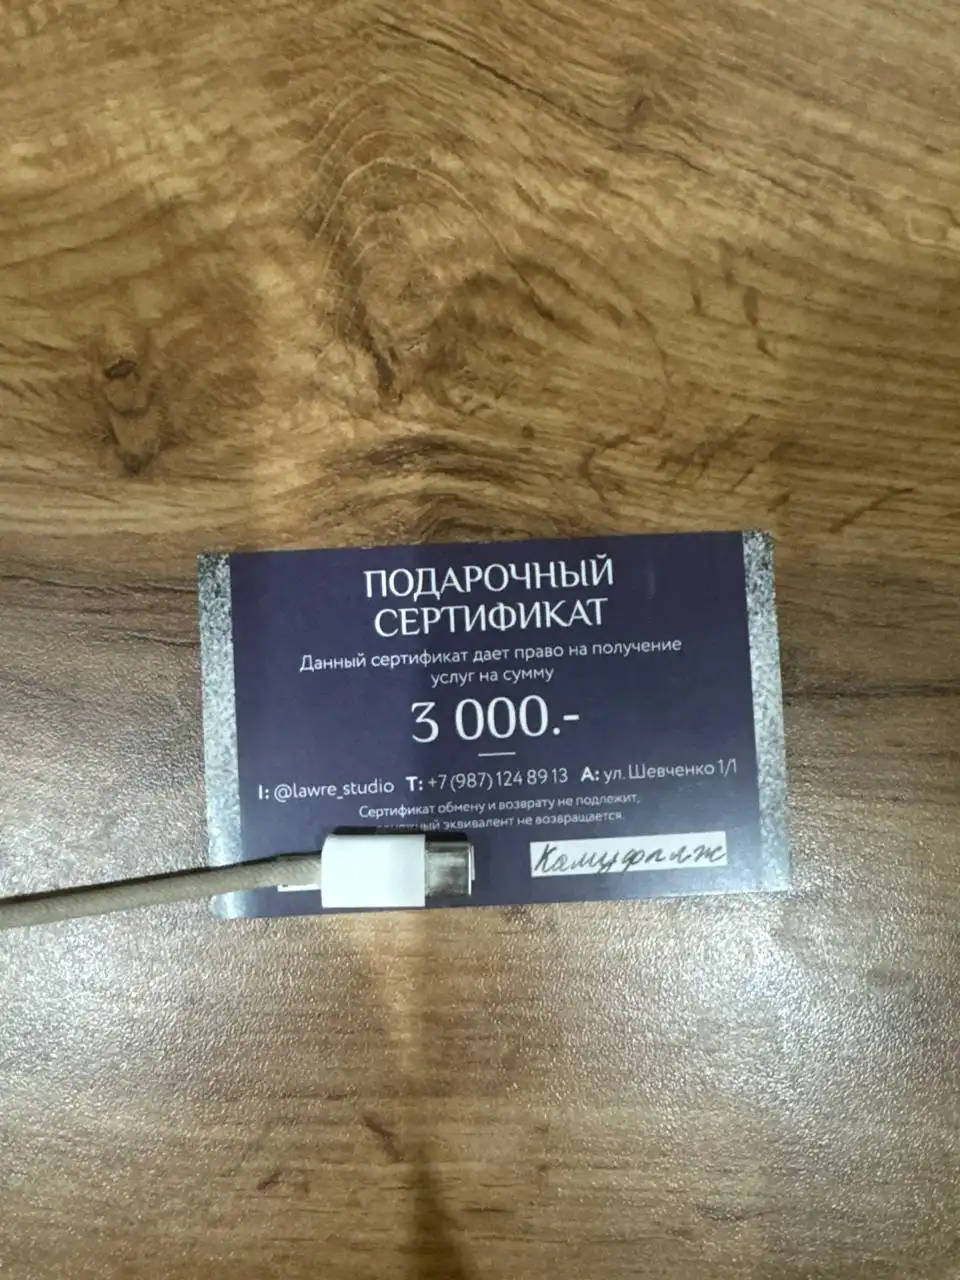 ПОДАРОЧНЫЙ
СЕРТИФИКАТ
Данный сертификат дает право на получение
услуг на сумму
3 000.-
I: @lawre_studio T: +7 (987) 124 89 13 А: ул. Шевченко 1/1
Сертификат обмену и возврату не подлежит,
эквивалент не возвращается.
Камуфляж